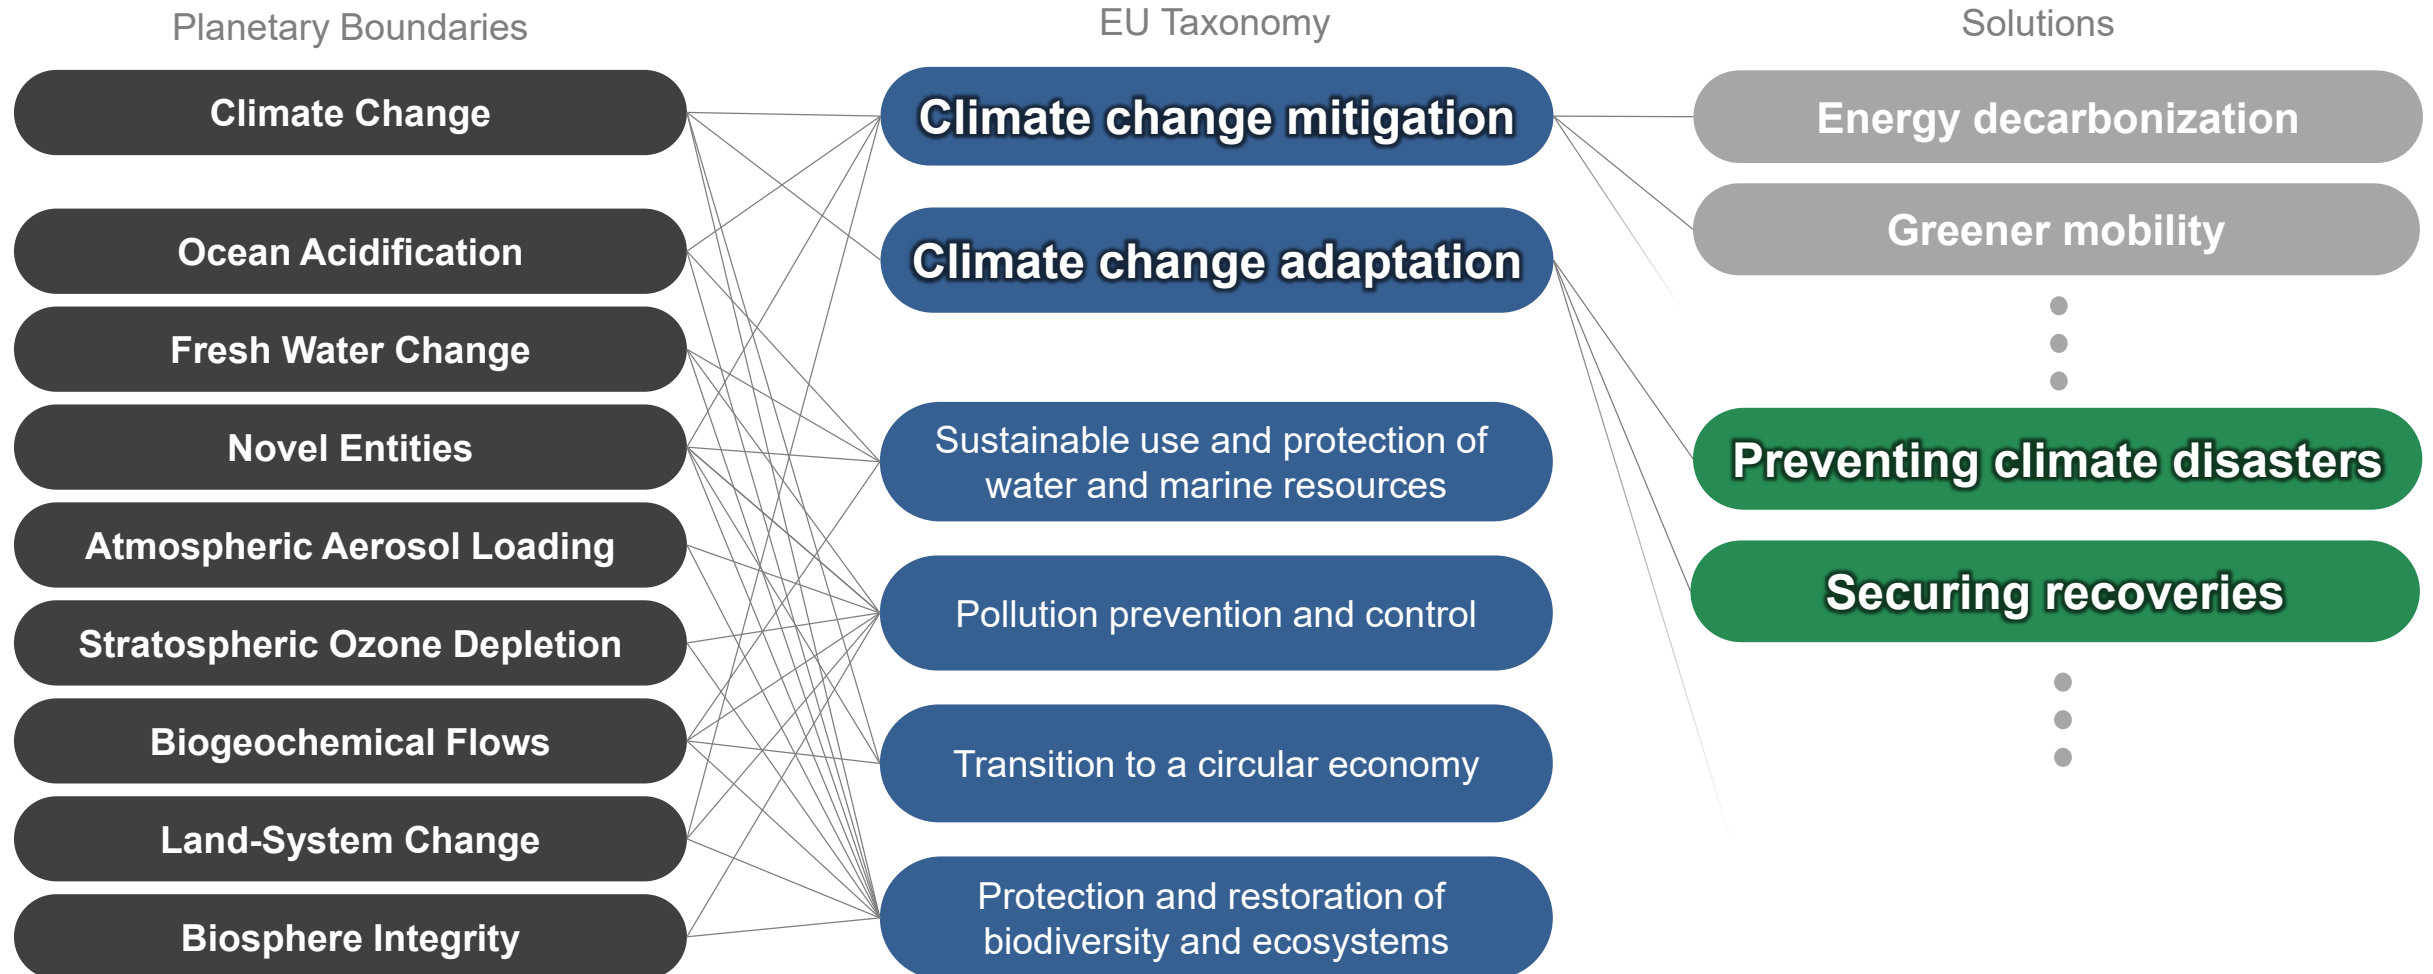 Planetary Boundaries
Climate Change
Ocean Acidification
Fresh Water Change
Novel Entities
Atmospheric Aerosol Loading
Stratospheric Ozone Depletion
Biogeochemical Flows
Land-System Change
Biosphere Integrity
EU Taxonomy
Climate change mitigation
Climate change adaptation
Sustainable use and protection of
water and marine resources
Pollution prevention and control
Transition to a circular economy
Protection and restoration of
biodiversity and ecosystems
Solutions
Energy decarbonization
Greener mobility
Preventing climate disasters
Securing recoveries